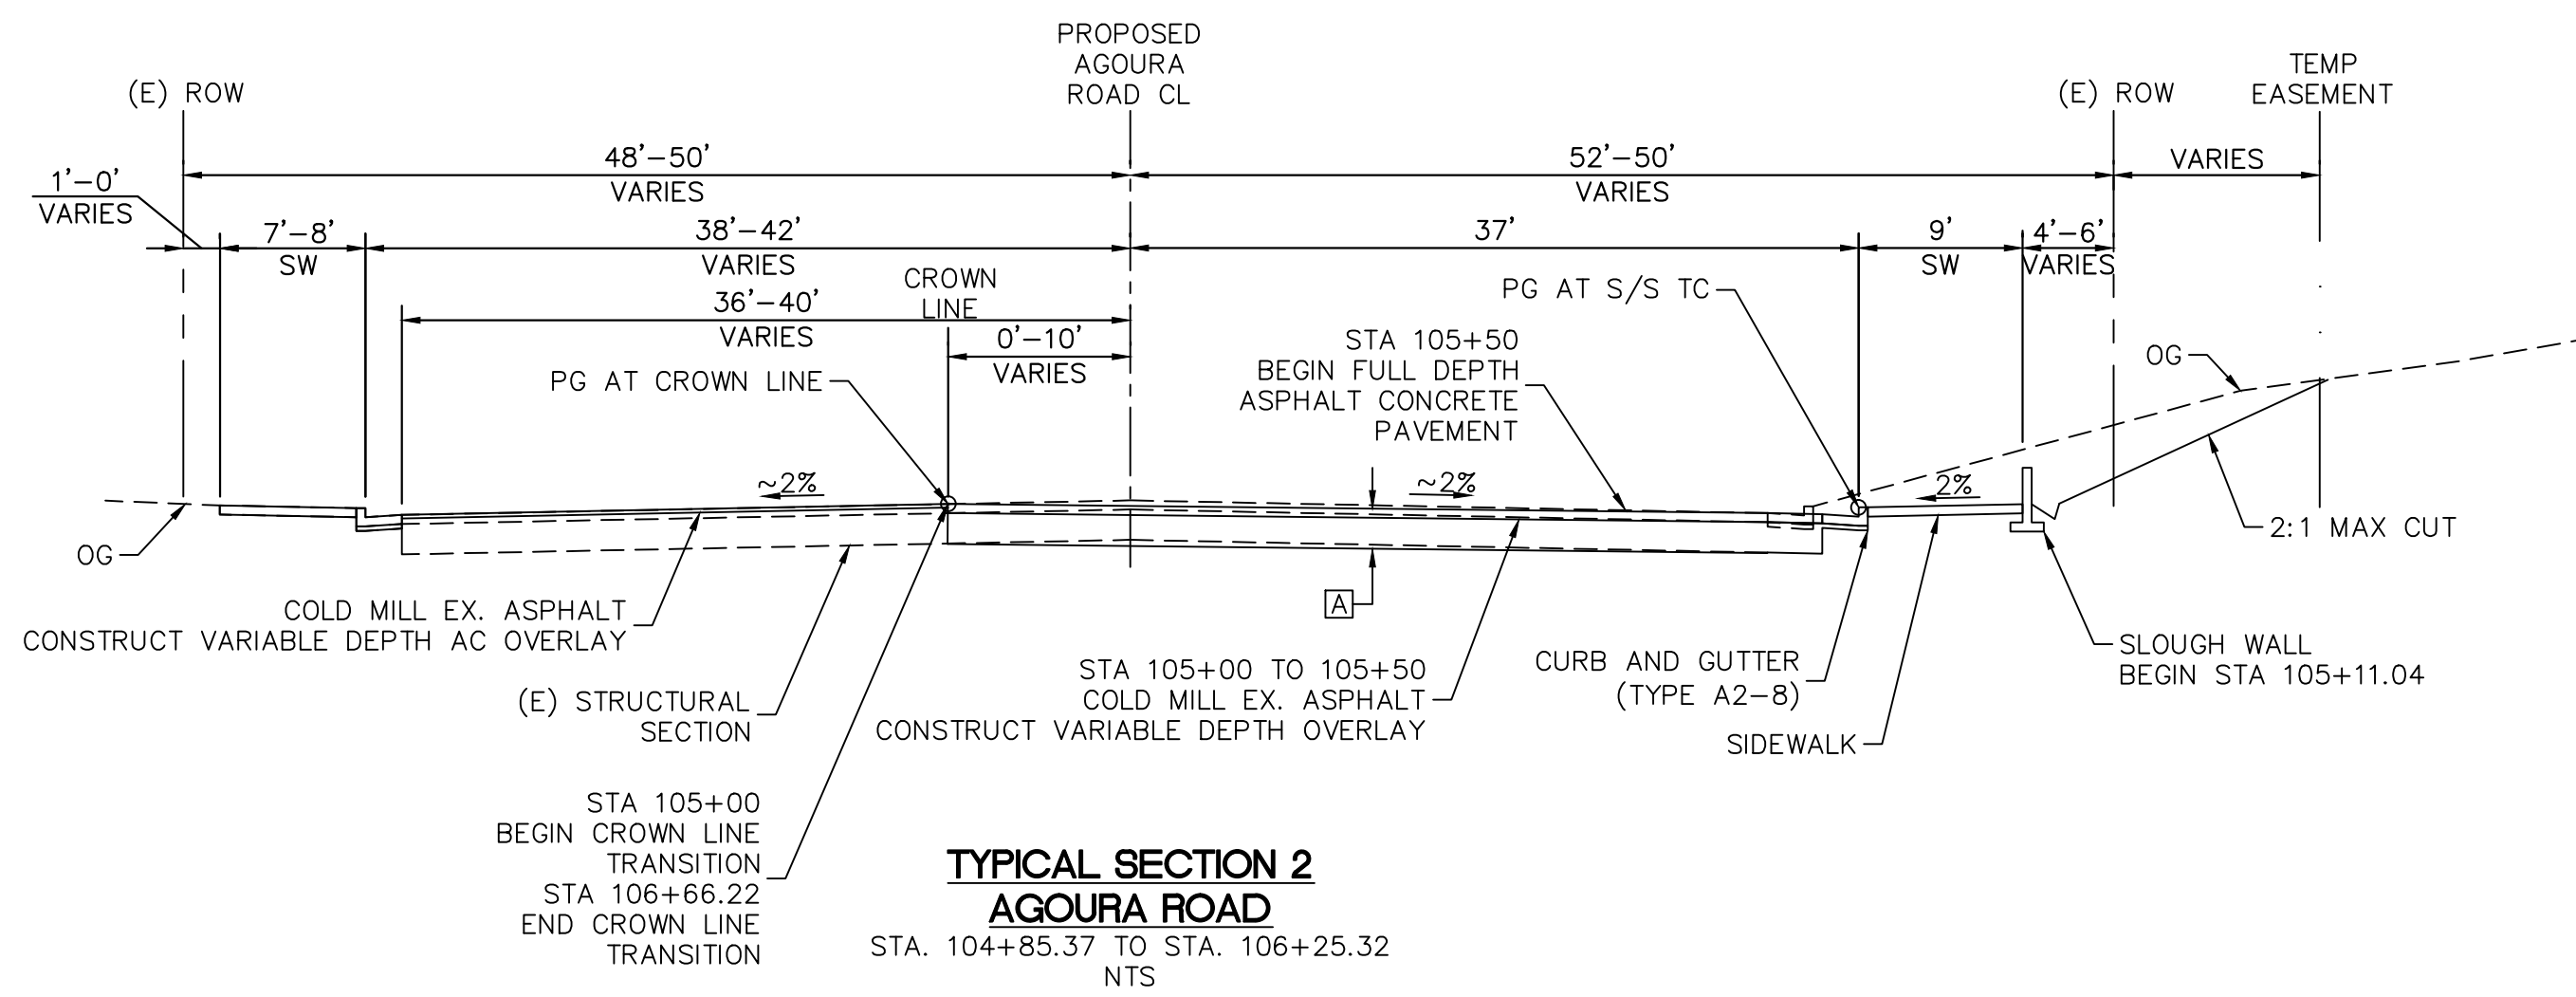 PROPOSED
AGOURA
ROAD CL
(E) ROW
(E) ROW
TEMP
EASEMENT
48'-50'
VARIES
52'-50'
VARIES
VARIES
1'-0'
VARIES
7'-8'
SW
38'-42'
VARIES
37'
9'
SW
4'-6'
VARIES
CROWN
LINE
36'-40'
VARIES
0'-10'
VARIES
PG AT S/S TC
PG AT CROWN LINE
STA 105+50
BEGIN FULL DEPTH
ASPHALT CONCRETE
PAVEMENT
OG
~2%
~2%
2%
OG
2:1 MAX CUT
A
COLD MILL EX. ASPHALT
CONSTRUCT VARIABLE DEPTH AC OVERLAY
(E) STRUCTURAL
SECTION
STA 105+00 TO 105+50
COLD MILL EX. ASPHALT
CONSTRUCT VARIABLE DEPTH OVERLAY
CURB AND GUTTER
(TYPE A2-8)
SIDEWALK
SLOUGH WALL
BEGIN STA 105+11.04
STA 105+00
BEGIN CROWN LINE
TRANSITION
STA 106+66.22
END CROWN LINE
TRANSITION
TYPICAL SECTION 2
AGOURA ROAD
STA. 104+85.37 TO STA. 106+25.32
NTS